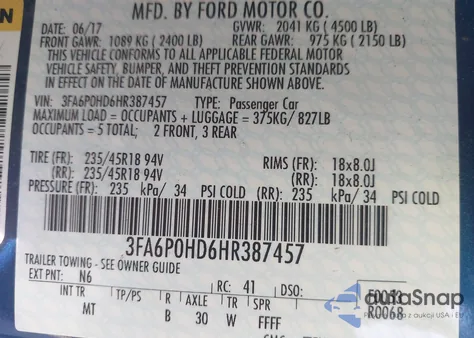 MFD. BY FORD MOTOR CO.
DATE: 06/17 GVWR: 2041 KG ( 4500 LB)
FRONT GAWR: 1089 KG ( 2400 LB) REAR GAWR: 975 KG ( 2150 LB)
THIS VEHICLE CONFORMS TO ALL APPLICABLE FEDERAL MOTOR
VEHICLE SAFETY, BUMPER, AND THEFT PREVENTION STANDARDS
IN EFFECT ON THE DATE OF MANUFACTURE SHOWN ABOVE.
VIN: 3FA6P0HD6HR387457 TYPE: Passenger Car
MAXIMUM LOAD = OCCUPANTS + LUGGAGE = 375KG/ 827LB
OCCUPANTS = 5 TOTAL; 2 FRONT, 3 REAR
TIRE (FR): 235/45R18 94V RIMS (FR): 18x8.0J
(RR): 235/45R18 94V (RR): 18x8.0J
PRESSURE (FR): 235 kPa/ 34 PSI COLD (RR): 235 kPa/ 34 PSI COLD
3FA6P0HD6HR387457
TRAILER TOWING - SEE OWNER GUIDE
EXT PNT: N6 RC: 41 DSO: F0053
R0068
INT TR TP/PS R AXLE TR SPR
MT B 30 W FFFF
autaSnap